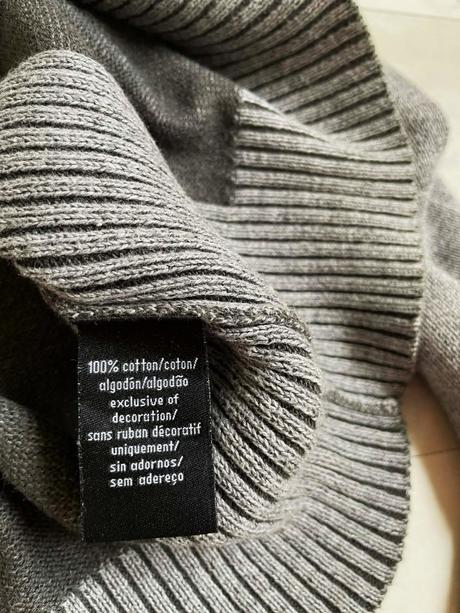 100% cotton/coton/
algodón/algodão
exclusive of
decoration/
sans ruban décoratif
uniquement/
sin adornos/
sem adereço